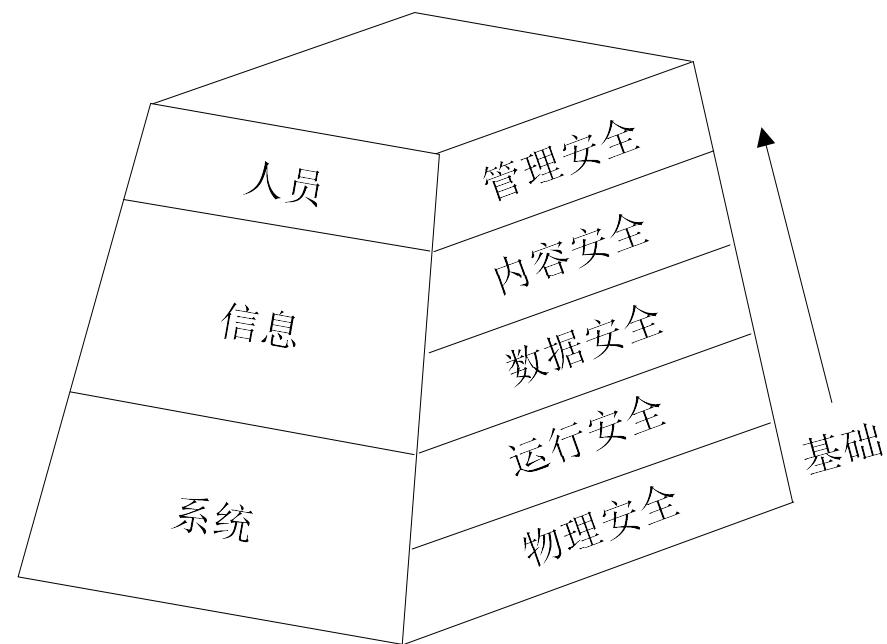 人员
信息
系统
管理安全
内容安全
数据安全
运行安全
物理安全
基础